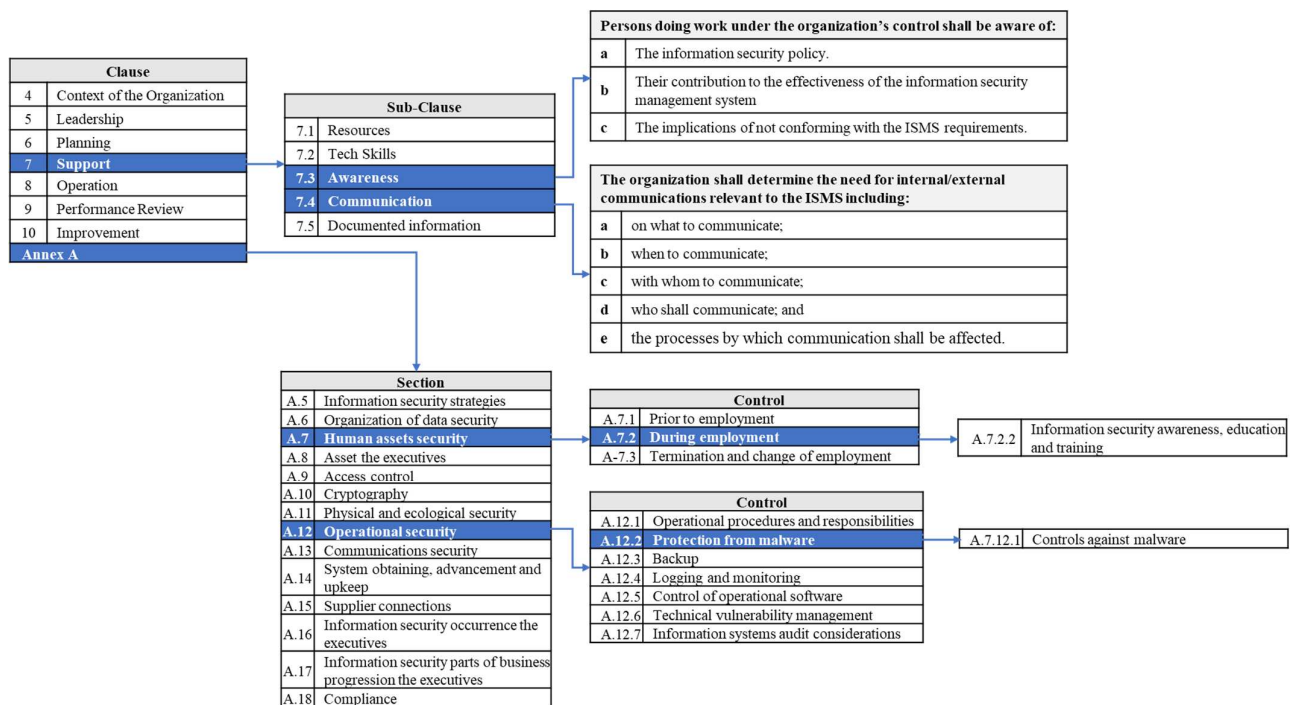 Clause
4 Context of the Organization
5 Leadership
6 Planning
7 Support
8 Operation
9 Performance Review
10 Improvement
Annex A
Sub-Clause
7.1 Resources
7.2 Tech Skills
7.3 Awareness
7.4 Communication
7.5 Documented information
Persons doing work under the organization's control shall be aware of:
a The information security policy.
b Their contribution to the effectiveness of the information security
management system
c The implications of not conforming with the ISMS requirements.
The organization shall determine the need for internal/external
communications relevant to the ISMS including:
a on what to communicate;
b when to communicate;
c with whom to communicate;
d who shall communicate; and
e the processes by which communication shall be affected.
Section
A.5 Information security strategies
A.6 Organization of data security
A.7 Human assets security
A.8 Asset the executives
A.9 Access control
A.10 Cryptography
A.11 Physical and ecological security
A.12 Operational security
A.13 Communications security
A.14 System obtaining, advancement and
upkeep
A.15 Supplier connections
A.16 Information security occurrence the
executives
A.17 Information security parts of business
progression the executives
A.18 Compliance
Control
A.7.1 Prior to employment
A.7.2 During employment
A-7.3 Termination and change of employment
A.7.2.2 Information security awareness, education
and training
Control
A.12.1 Operational procedures and responsibilities
A.12.2 Protection from malware
A.12.3 Backup
A.12.4 Logging and monitoring
A.12.5 Control of operational software
A.12.6 Technical vulnerability management
A.12.7 Information systems audit considerations
A.7.12.1 Controls against malware